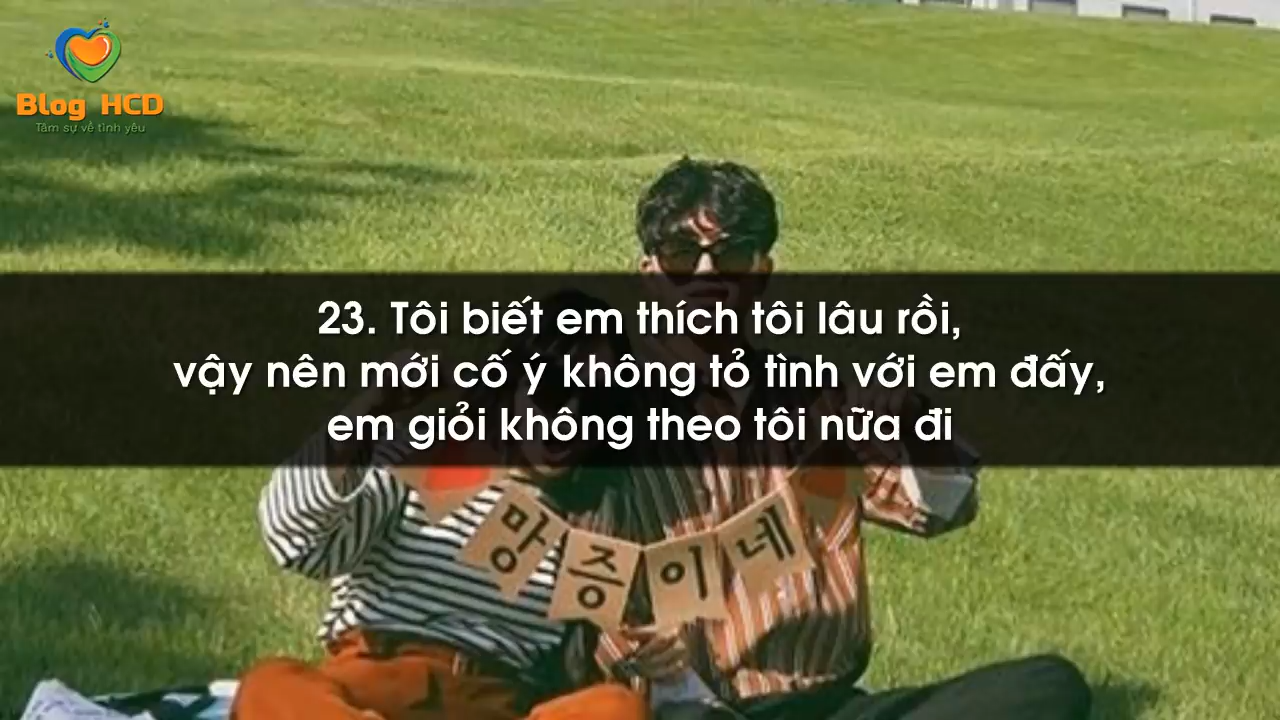 Blog HCD
Tâm sự về tình yêu
23. Tôi biết em thích tôi lâu rồi,
vậy nên mới cố ý không tỏ tình với em đấy,
em giỏi không theo tôi nữa đi
망증이네